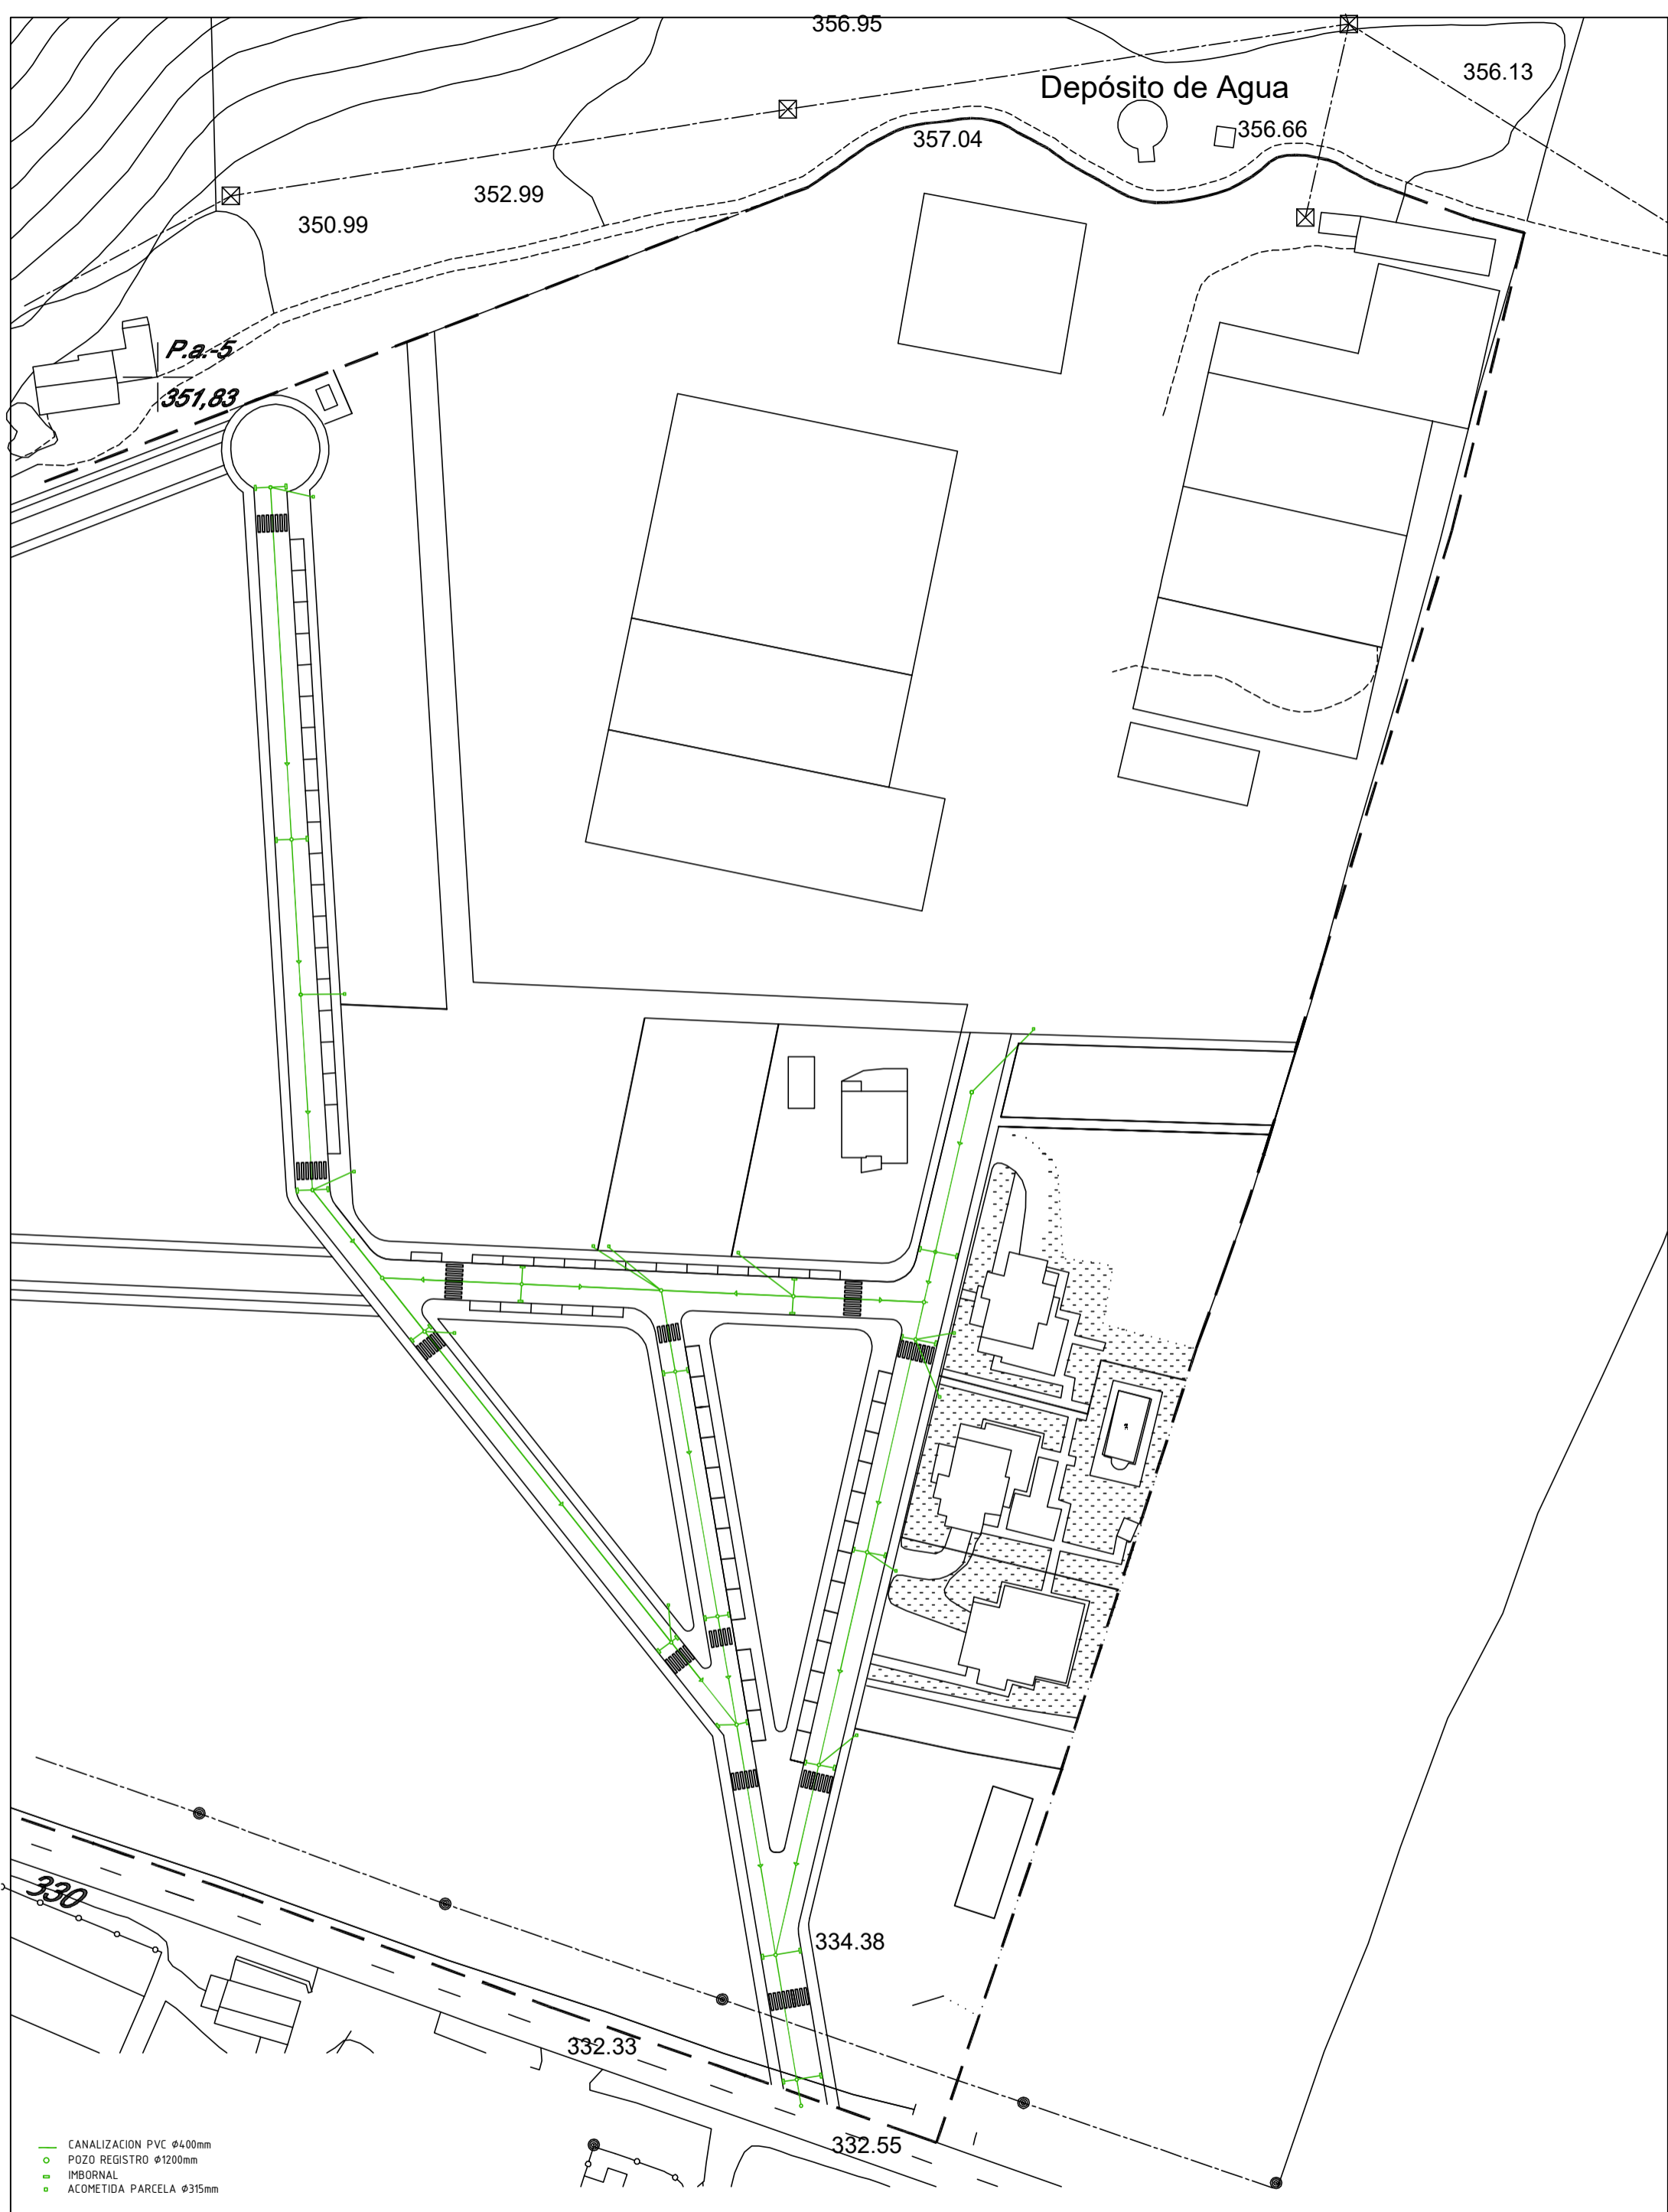 356.95
356.13
Depósito de Agua
356.66
357.04
352.99
350.99
P.a.-5
351,83
334.38
330
332.33
332.55
CANALIZACION PVC Ø400mm
POZO REGISTRO Ø1200mm
IMBORNAL
ACOMETIDA PARCELA Ø315mm